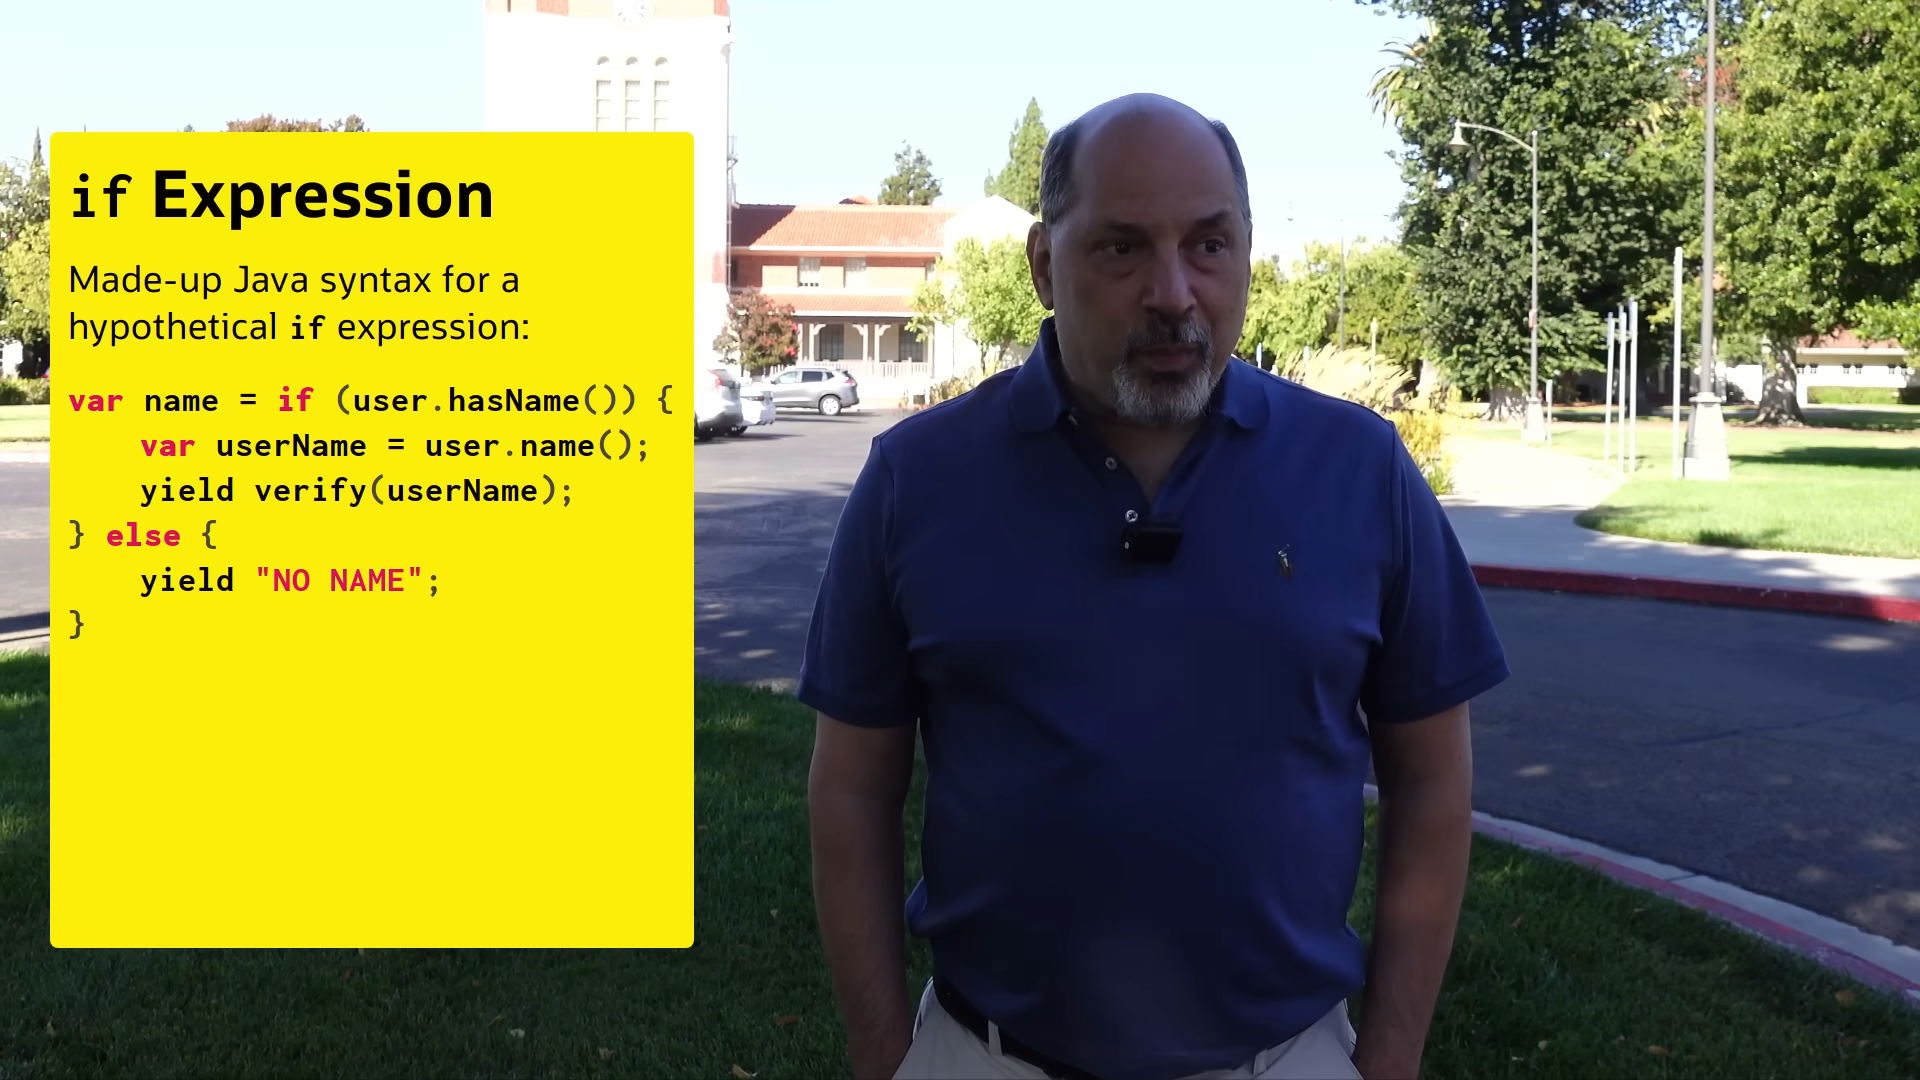 if Expression
Made-up Java syntax for a
hypothetical if expression:
var name = if (user.hasName()) {
    var userName = user.name();
    yield verify(userName);
} else {
    yield "NO NAME";
}